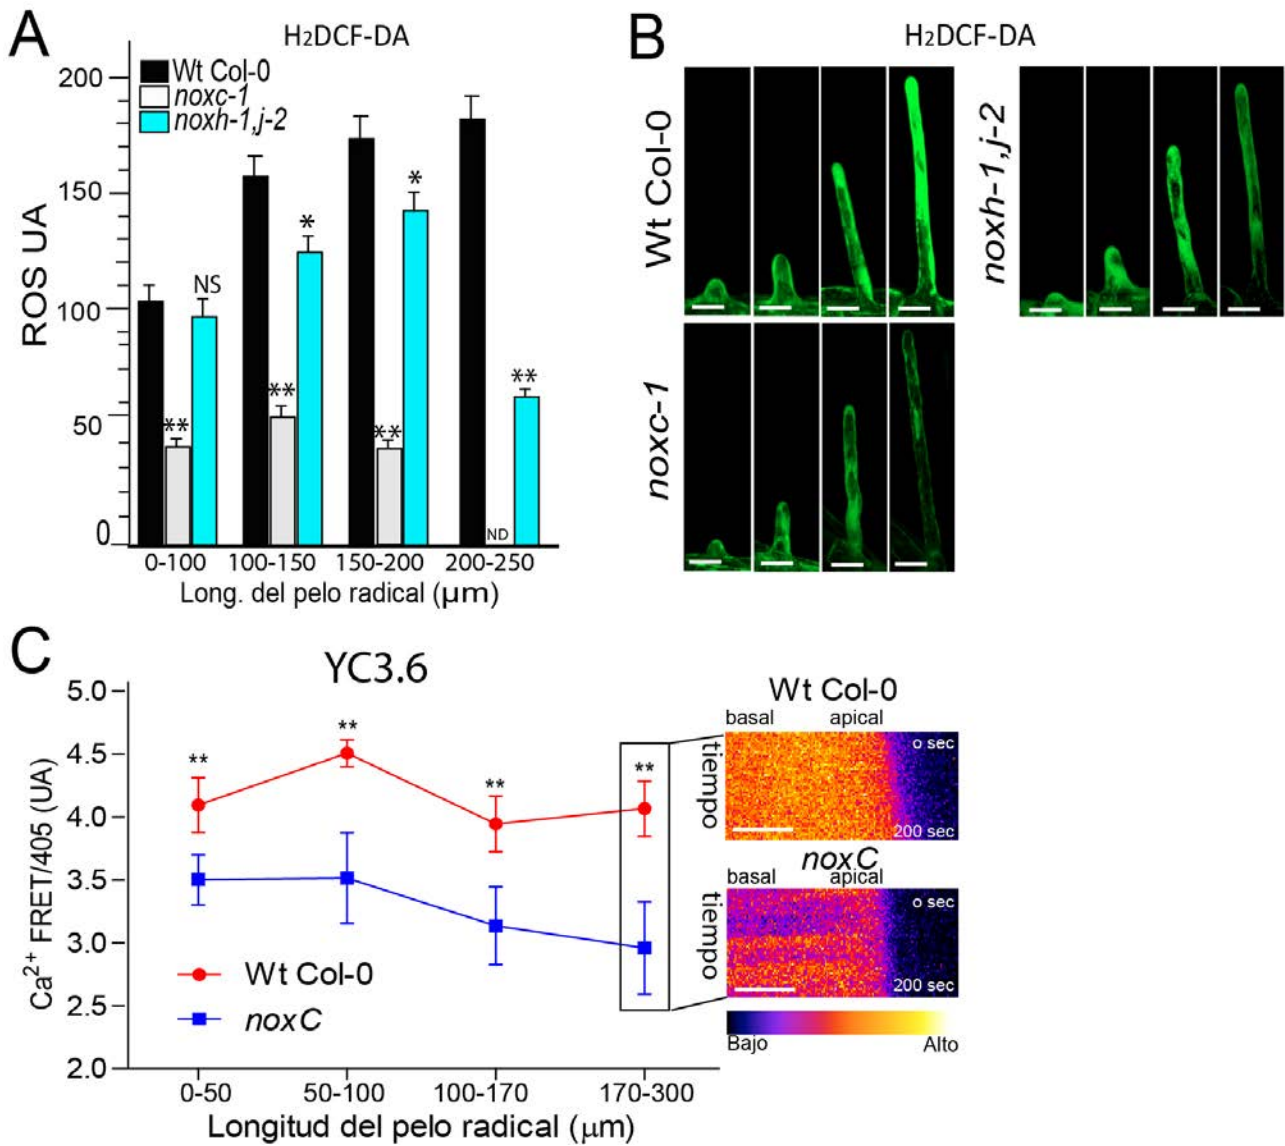 A
H2DCF-DA
Wt Col-0
noxc-1
noxh-1,j-2
200
150
100
50
0
ROS UA
**
NS
**
*
**
*
ND
**
0-100 100-150 150-200 200-250
Long. del pelo radical (μm)
B
H2DCF-DA
Wt Col-0
noxh-1,j-2
noxc-1
C
YC3.6
5.0
4.5
4.0
3.5
3.0
2.5
2.0
Ca2+ FRET/405 (UA)
**
**
**
**
Wt Col-0
noxC
0-50 50-100 100-170 170-300
Longitud del pelo radical (μm)
Wt Col-0
basal apical
tiempo
o sec
200 sec
noxC
basal apical
tiempo
o sec
200 sec
Bajo Alto